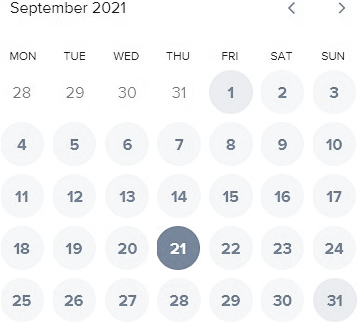 September 2021
MON TUE WED THU FRI SAT SUN
28 29 30 31 1 2 3
4 5 6 7 8 9 10
11 12 13 14 15 16 17
18 19 20 21 22 23 24
25 26 27 28 29 30 31